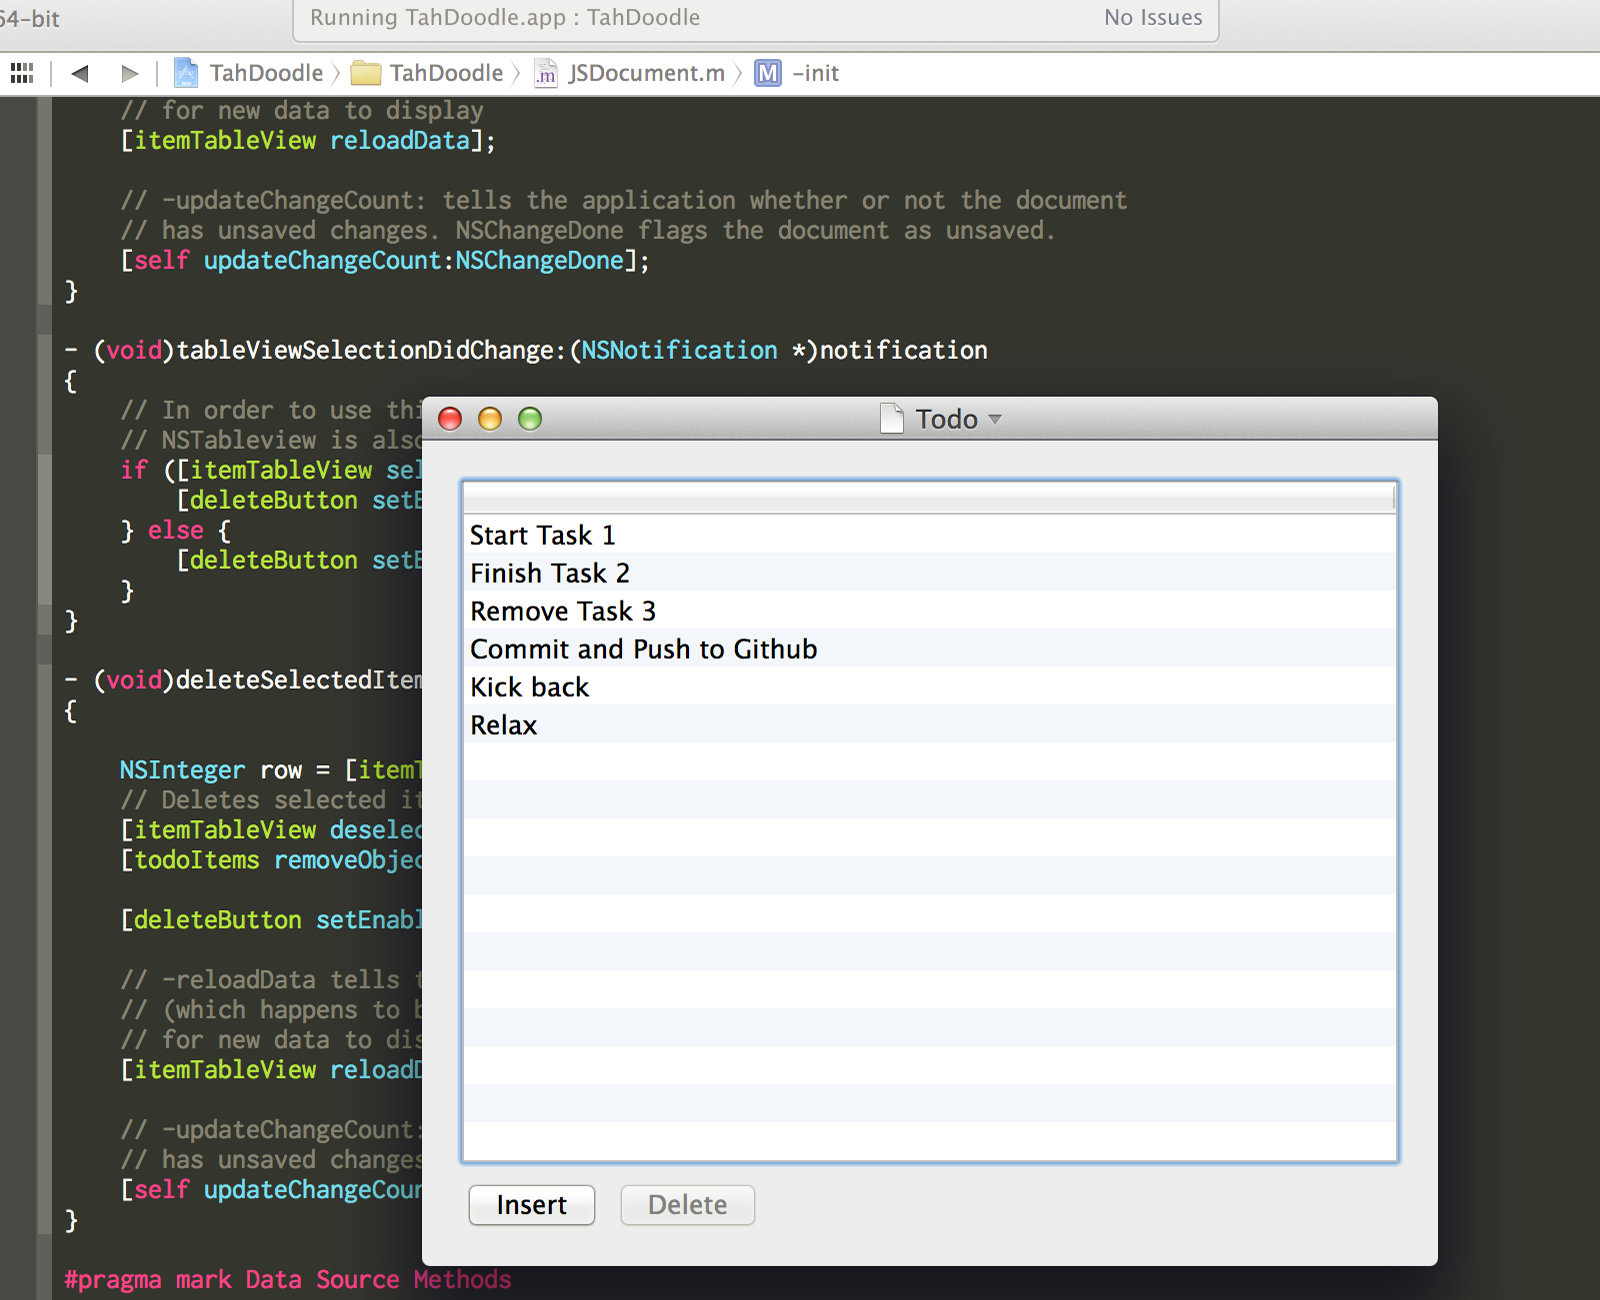 64-bit
Running TahDoodle.app : TahDoodle
No Issues
TahDoodle
TahDoodle
JSDocument.m
M -init
// for new data to display
[itemTableView reloadData];
// -updateChangeCount: tells the application whether or not the document
// has unsaved changes. NSChangeDone flags the document as unsaved.
[self updateChangeCount:NSChangeDone];
}
- (void)tableViewSelectionDidChange:(NSNotification *)notification
{
// In order to use thi
// NSTableview is also
if ([itemTableView sel
[deleteButton setE
} else {
[deleteButton setE
}
}
- (void)deleteSelectedItem
{
NSInteger row = [itemT
// Deletes selected it
[itemTableView deselec
[todoItems removeObjec
[deleteButton setEnabl
// -reloadData tells t
// (which happens to b
// for new data to dis
[itemTableView reloadD
// -updateChangeCount:
// has unsaved changes
[self updateChangeCoun
}
#pragma mark Data Source Methods
Todo
Start Task 1
Finish Task 2
Remove Task 3
Commit and Push to Github
Kick back
Relax
Insert
Delete